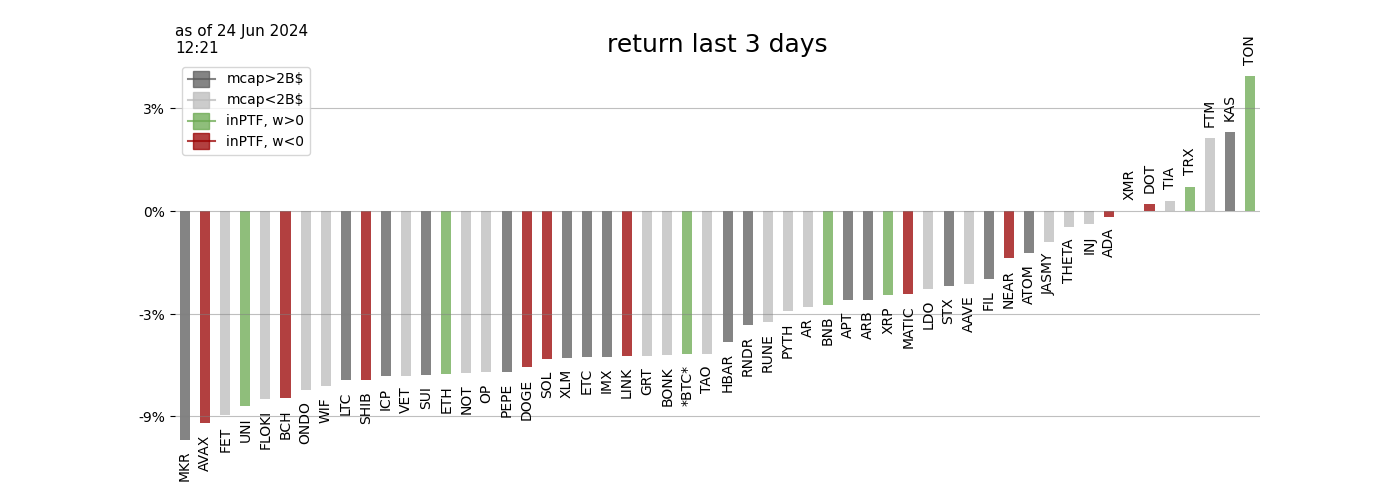 as of 24 Jun 2024
12:21
return last 3 days
mcap>2B$
mcap<2B$
inPTF, w>0
inPTF, w<0
3%
0%
-3%
-9%
MKR
AVAX
FET
UNI
FLOKI
BCH
ONDO
WIF
LTC
SHIB
ICP
VET
SUI
ETH
NOT
OP
PEPE
DOGE
SOL
XLM
ETC
IMX
LINK
GRT
BONK
*BTC*
TAO
HBAR
RNDR
RUNE
PYTH
AR
BNB
APT
ARB
XRP
MATIC
LDO
STX
AAVE
FIL
NEAR
ATOM
JASMY
THETA
INJ
ADA
XMR
DOT
TIA
TRX
FTM
KAS
TON